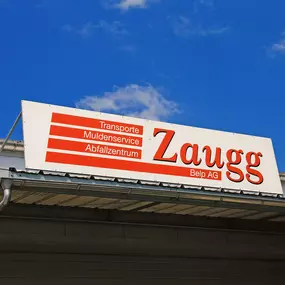 Transporte
Muldenservice
Abfallzentrum
Zaugg
Belp AG